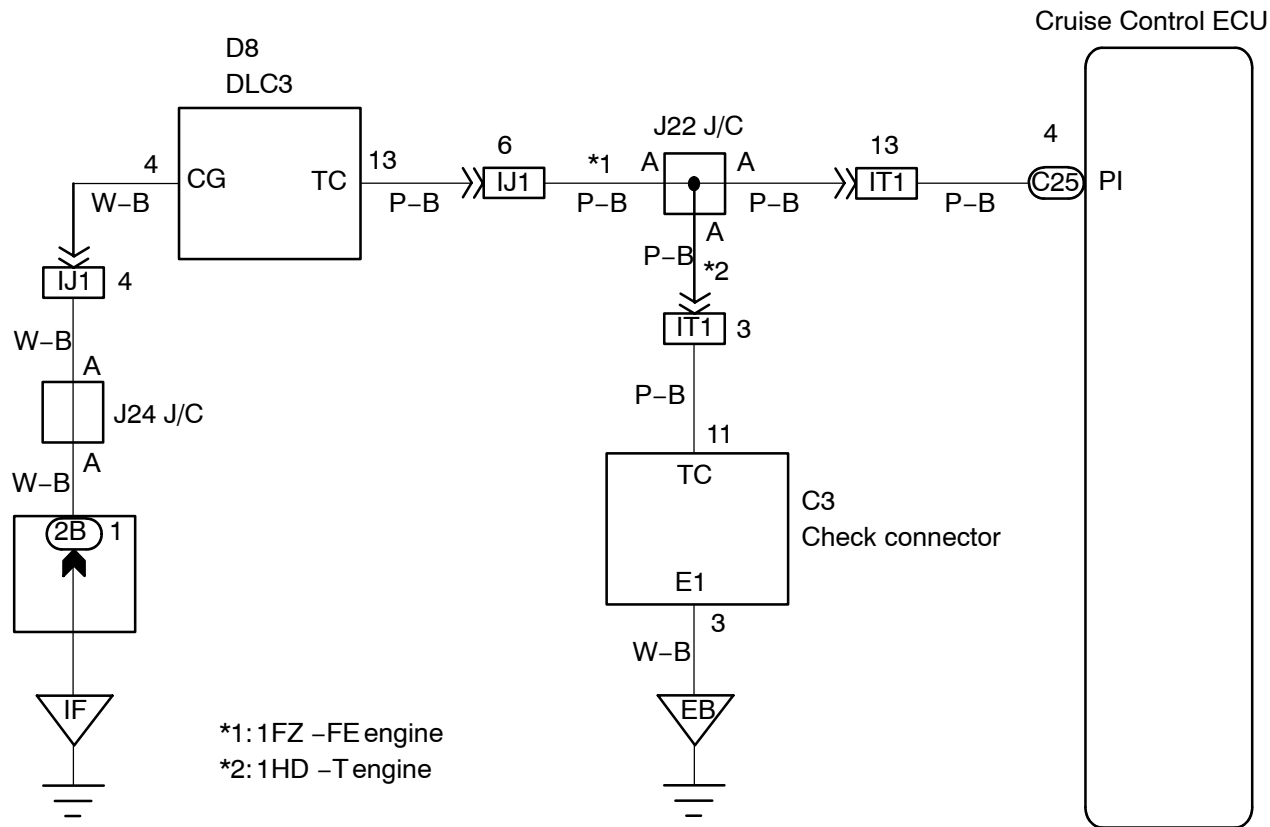 Cruise Control ECU
D8
DLC3
J22 J/C
4
CG
TC
13
6
IJ1
*1
A
A
13
IT1
4
C25
PI
W–B
P–B
P–B
P–B
P–B
A
P–B
*2
IJ1
4
IT1
3
W–B
A
J24 J/C
P–B
A
11
W–B
TC
2B
1
C3
Check connector
E1
3
W–B
IF
EB
*1: 1FZ –FE engine
*2: 1HD –T engine